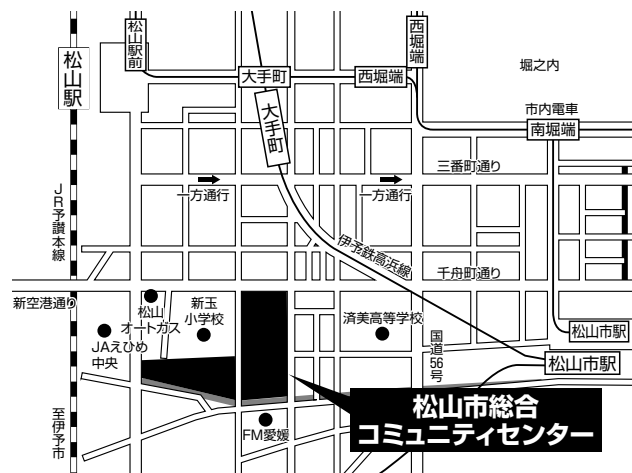 松山駅前
西堀端
松山駅
大手町
西堀端
堀之内
市内電車
南堀端
大手町
三番町通り
一方通行
一方通行
JR予讃本線
伊予鉄高浜線
千舟町通り
新空港通り
松山
オートガス
新玉
小学校
済美高等学校
国道56号
松山市駅
JAえひめ
中央
松山市駅
至伊予市
FM愛媛
松山市総合
コミュニティセンター